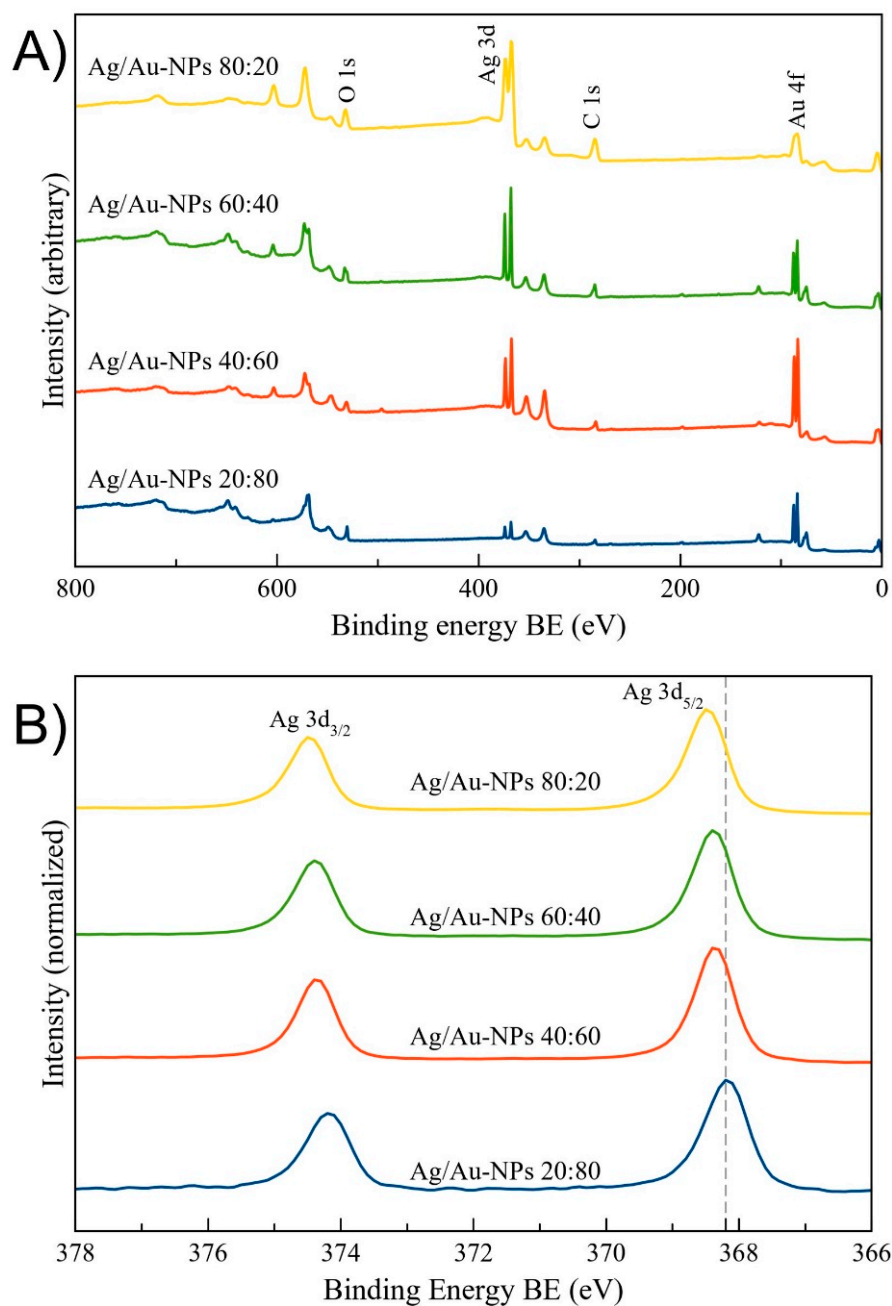 A)
Ag/Au-NPs 80:20
O 1s
Ag 3d
C 1s
Au 4f
Ag/Au-NPs 60:40
Ag/Au-NPs 40:60
Ag/Au-NPs 20:80
Intensity (arbitrary)
800 600 400 200 0
Binding energy BE (eV)
B)
Ag 3d3/2
Ag 3d5/2
Ag/Au-NPs 80:20
Ag/Au-NPs 60:40
Ag/Au-NPs 40:60
Ag/Au-NPs 20:80
Intensity (normalized)
378 376 374 372 370 368 366
Binding Energy BE (eV)